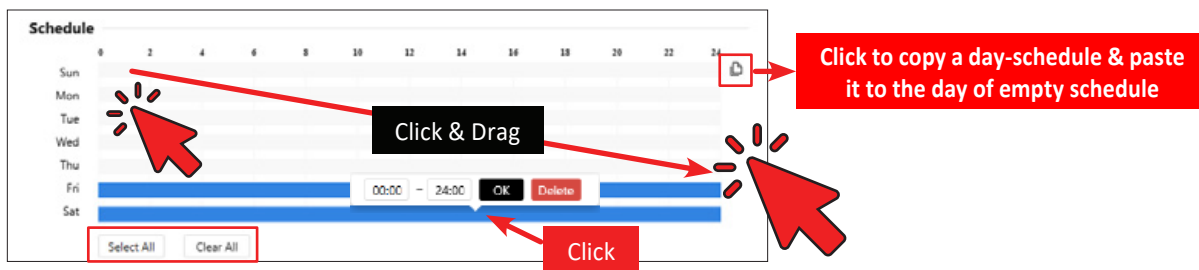 Schedule
0 2 4 6 8 10 12 14 16 18 20 22 24
Sun
Click to copy a day-schedule & paste
it to the day of empty schedule
Mon
Tue
Click & Drag
Wed
Thu
Fri
00:00 – 24:00 OK Delete
Sat
Select All Clear All
Click